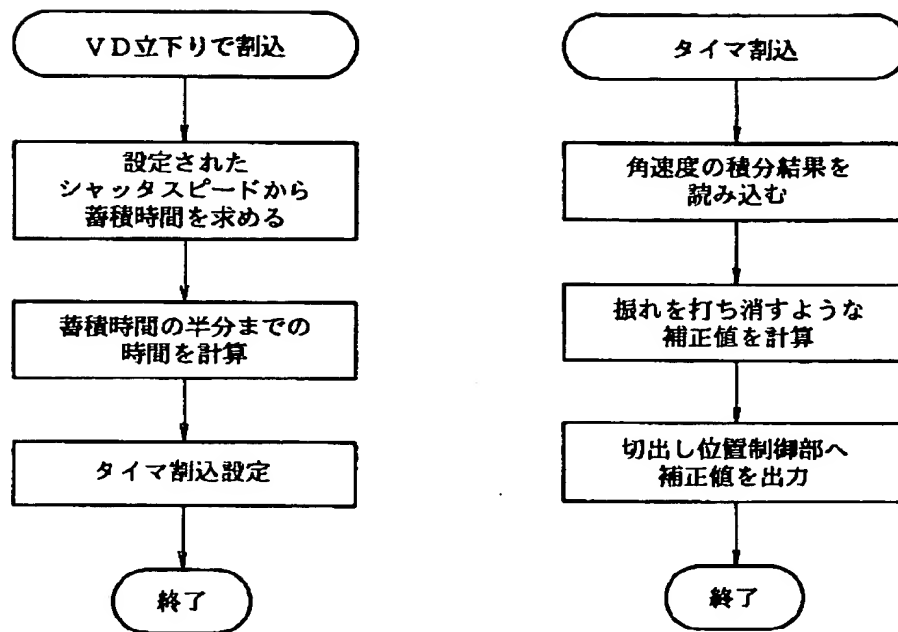 VD立下りで割込
設定された
シャッタスピードから
蓄積時間を求める
蓄積時間の半分までの
時間を計算
タイマ割込設定
終了
タイマ割込
角速度の積分結果を
読み込む
振れを打ち消すような
補正値を計算
切出し位置制御部へ
補正値を出力
終了